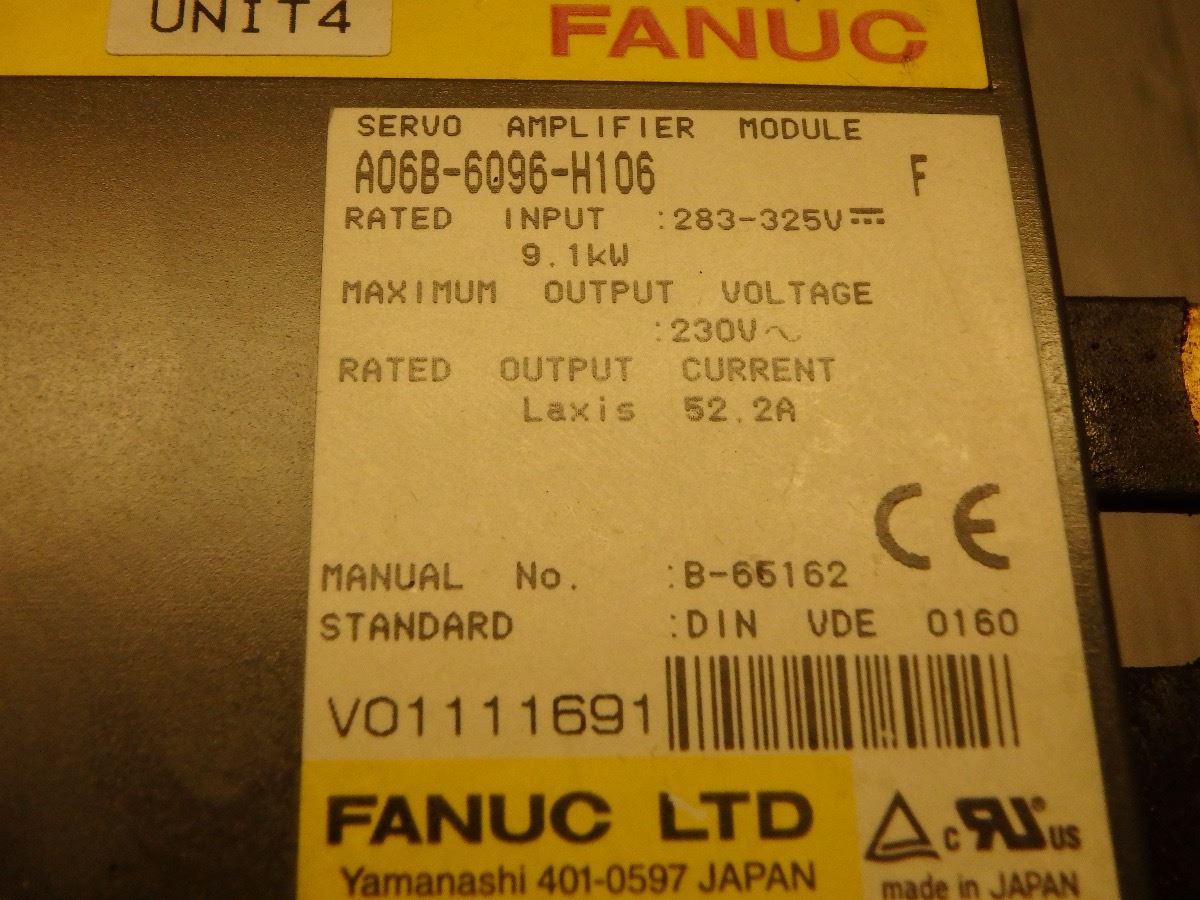 UNIT4
FANUC
SERVO AMPLIFIER MODULE
A06B-6096-H106 F
RATED INPUT :283-325V⎓
9.1kW
MAXIMUM OUTPUT VOLTAGE
:230V~
RATED OUTPUT CURRENT
Laxis 52.2A
CE
MANUAL No. :B-65162
STANDARD :DIN VDE 0160
V01111691
FANUC LTD
Yamanashi 401-0597 JAPAN
c RU® US
made in JAPAN